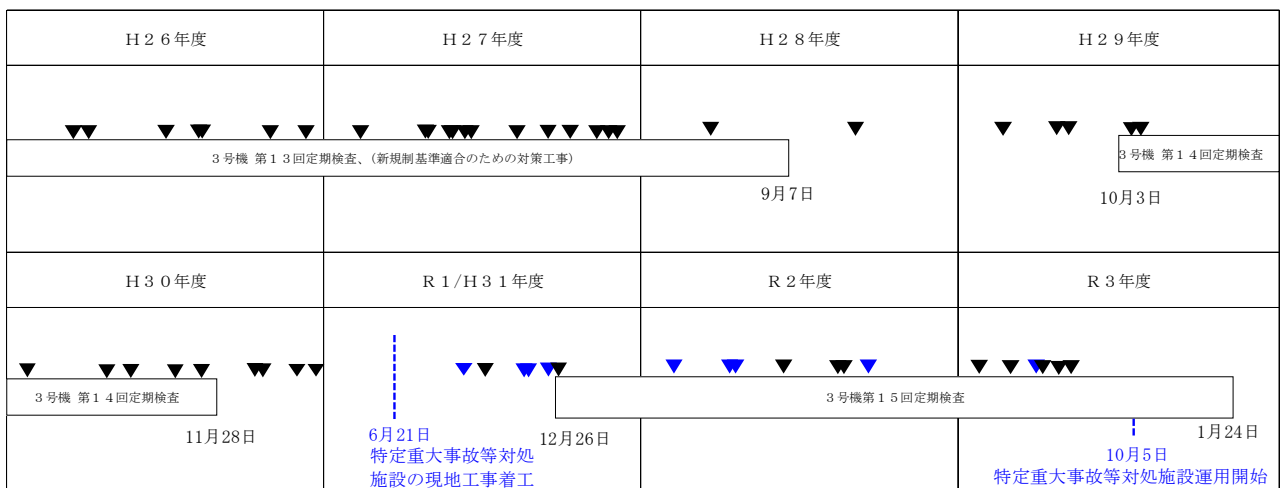 Ｈ２６年度
Ｈ２７年度
Ｈ２８年度
Ｈ２９年度
３号機 第１３回定期検査、（新規制基準適合のための対策工事）
３号機 第１４回定期検査
9月7日
10月3日
Ｈ３０年度
Ｒ１/Ｈ３１年度
Ｒ２年度
Ｒ３年度
３号機 第１４回定期検査
３号機第１５回定期検査
11月28日
6月21日
特定重大事故等対処
施設の現地工事着工
12月26日
1月24日
10月5日
特定重大事故等対処施設運用開始